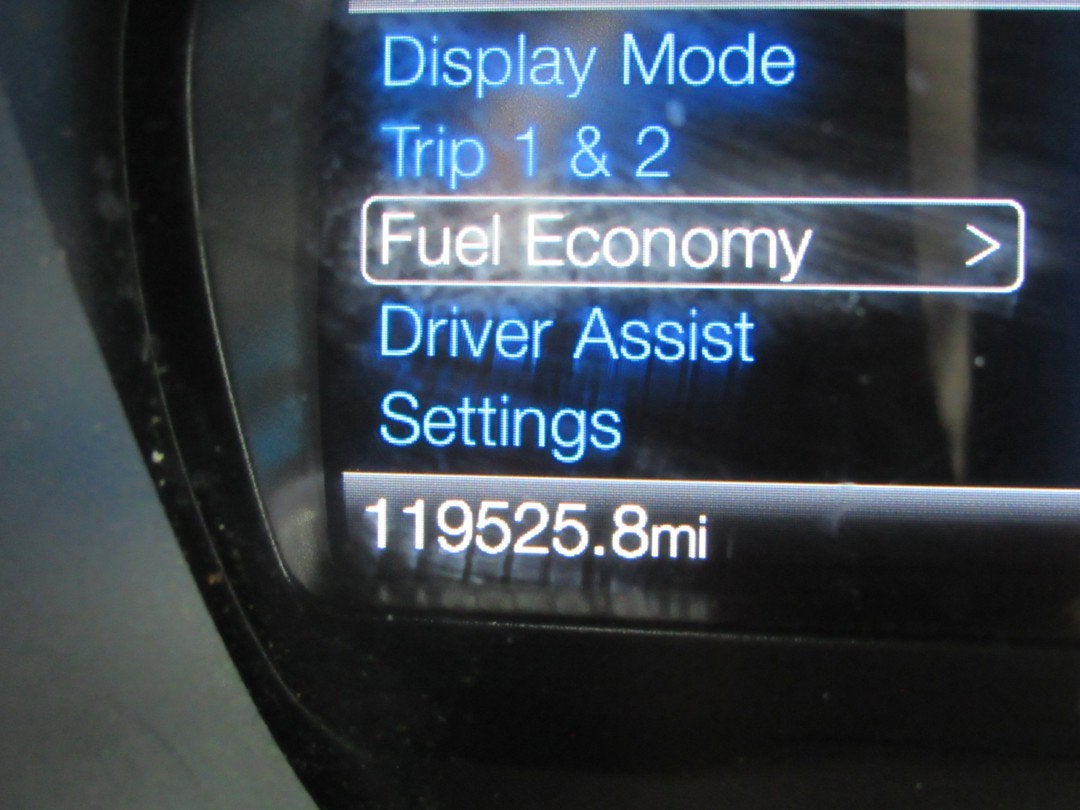 Display Mode
Trip 1 & 2
Fuel Economy >
Driver Assist
Settings
119525.8mi